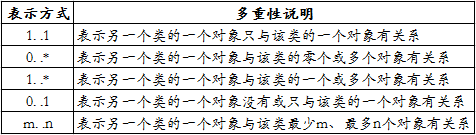 表示方式 多重性说明
1..1 表示另一个类的一个对象只与该类的一个对象有关系
0..* 表示另一个类的一个对象与该类的零个或多个对象有关系
1..* 表示另一个类的一个对象与该类的一个或多个对象有关系
0..1 表示另一个类的一个对象没有或只与该类的一个对象有关系
m..n 表示另一个类的一个对象与该类最少m、最多n个对象有关系